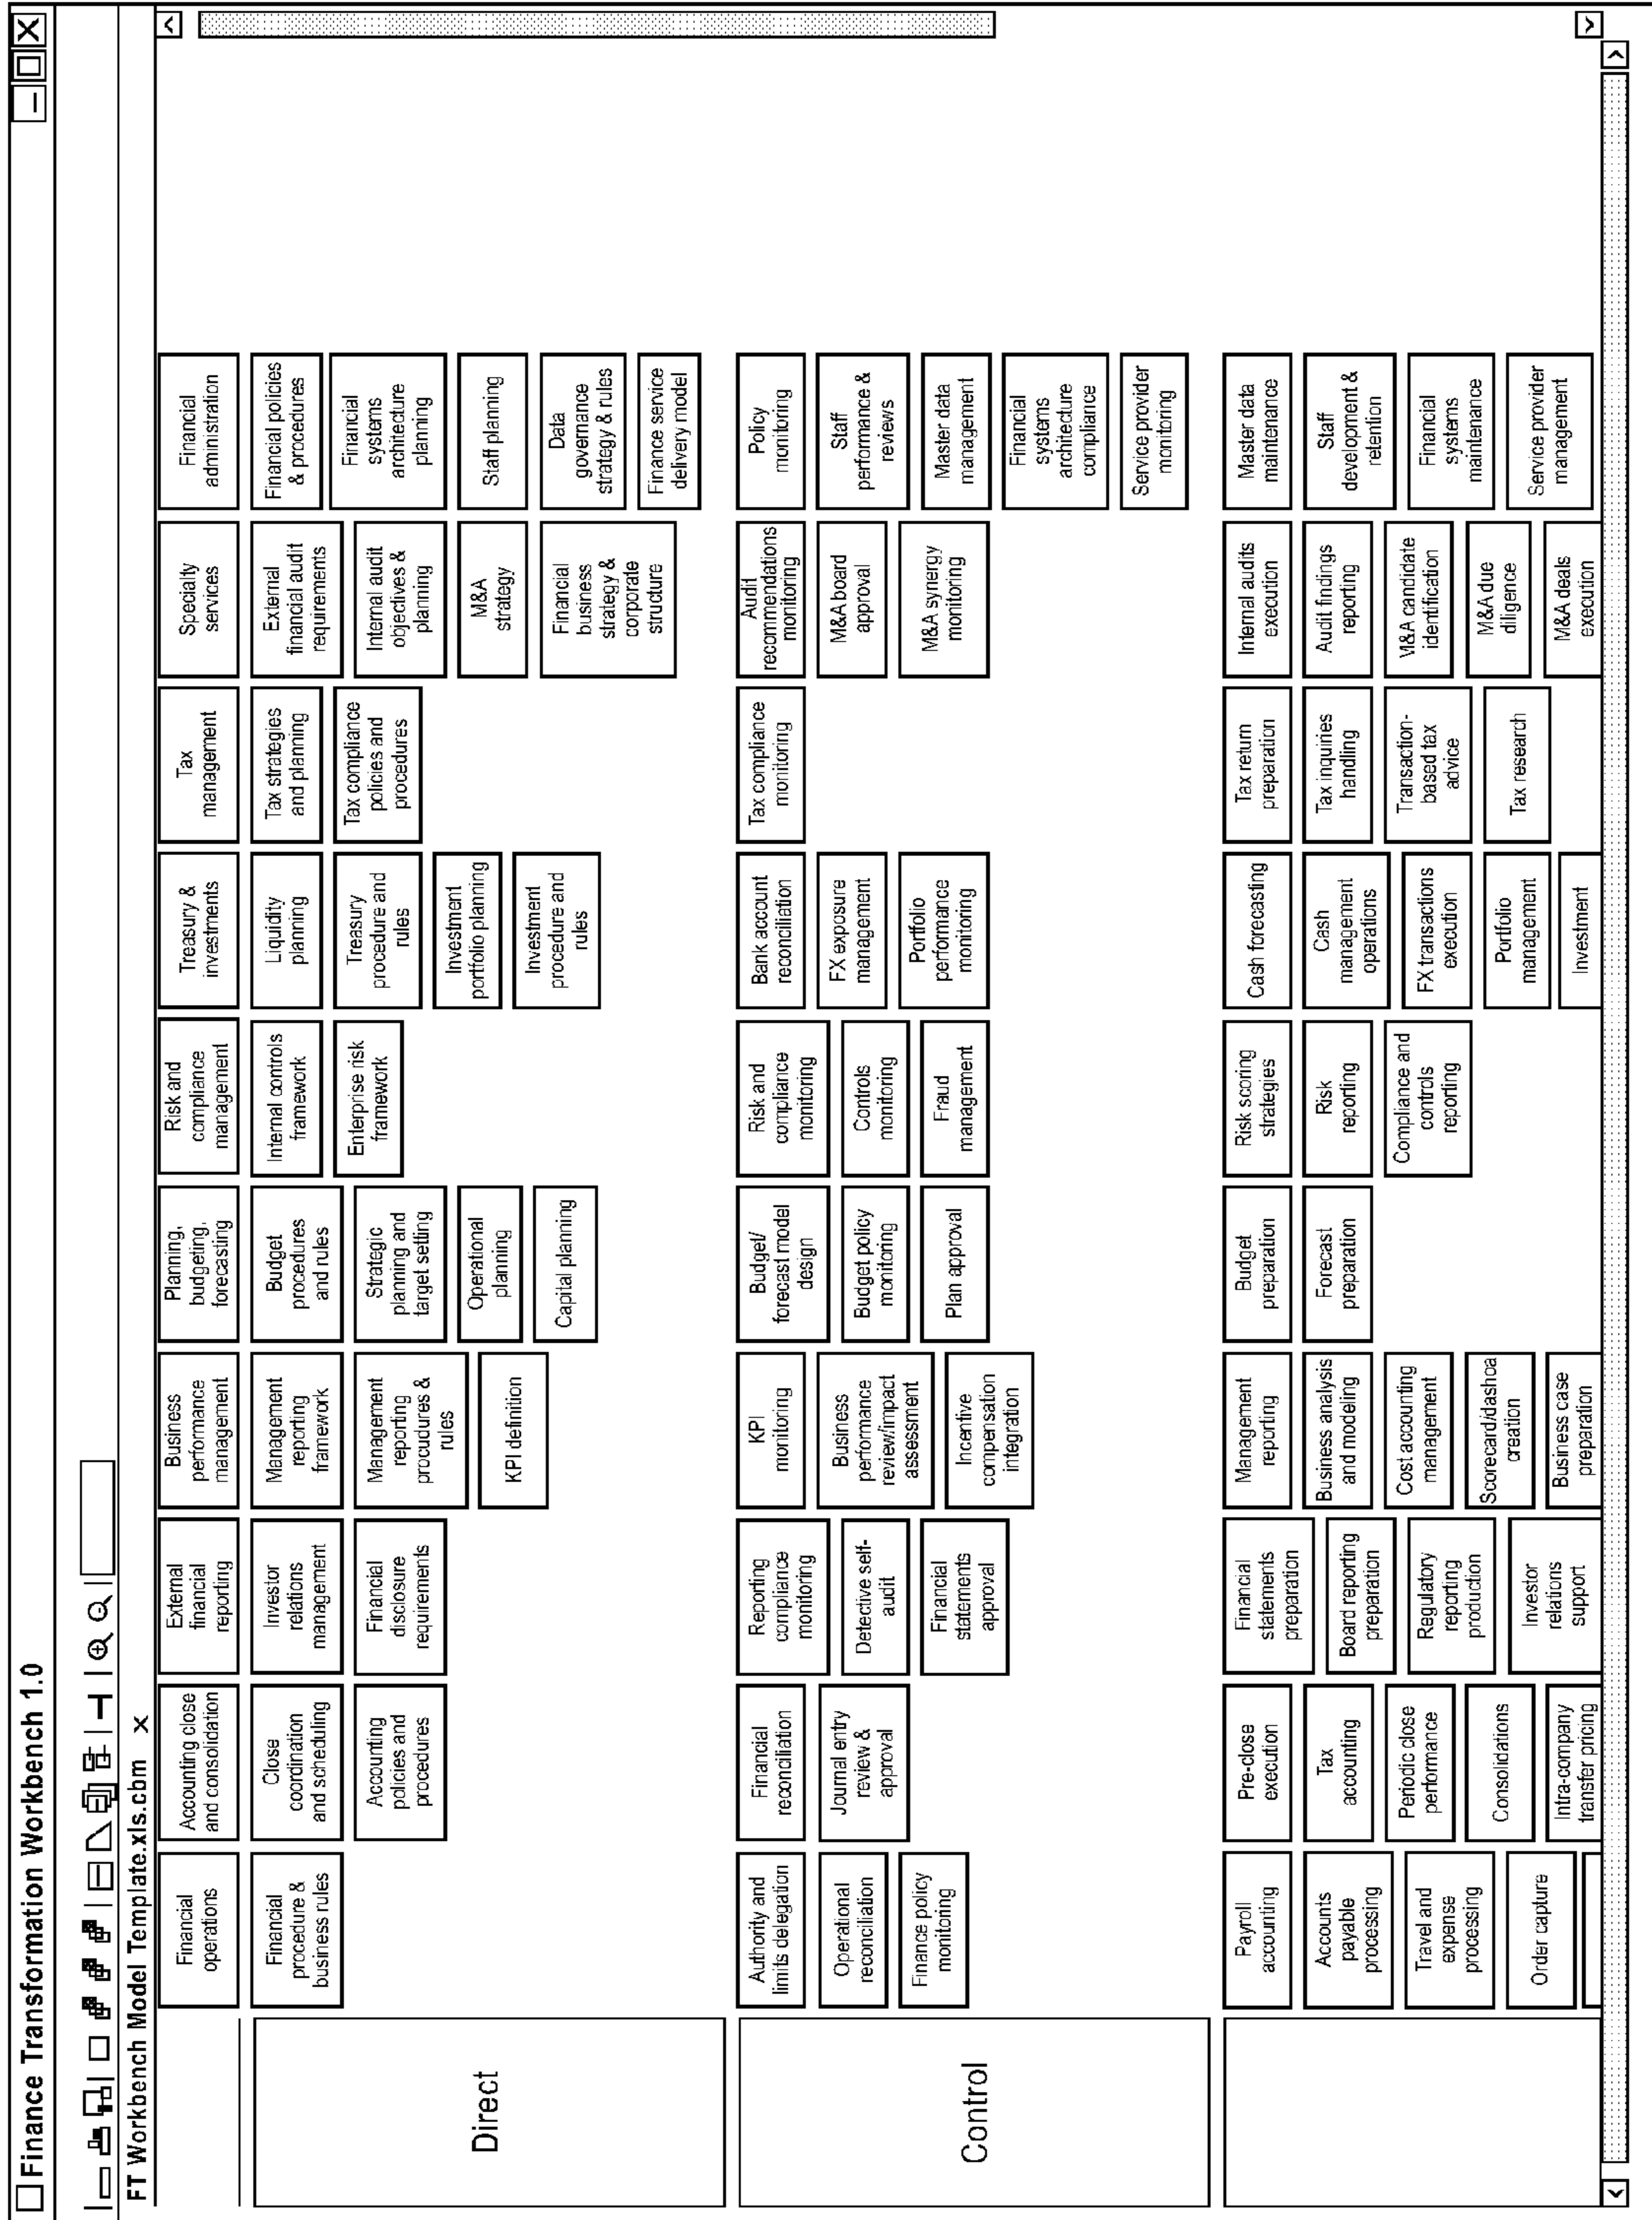 Finance Transformation Workbench 1.0
FT Workbench Model Template.xls.cbm X
Financial
operations
Accounting close
and consolidation
External
financial
reporting
Business
performance
management
Planning,
budgeting,
forecasting
Risk and
compliance
management
Treasury &
investments
Tax
management
Specialty
services
Financial
administration
Direct
Financial
procedure &
business rules
Close
coordination
and scheduling
Accounting
policies and
procedures
Investor
relations
management
Financial
disclosure
requirements
Management
reporting
framework
Management
reporting
procudures &
rules
KPI definition
Budget
procedures
and rules
Strategic
planning and
target setting
Operational
planning
Capital planning
Internal controls
framework
Enterprise risk
framework
Liquidity
planning
Treasury
procedure and
rules
Investment
portfolio planning
Investment
procedure and
rules
Tax strategies
and planning
Tax compliance
policies and
procedures
External
financial audit
requirements
Internal audit
objectives &
planning
M&A
strategy
Financial
business
strategy &
corporate
structure
Financial policies
& procedures
Financial
systems
architecture
planning
Staff planning
Data
governance
strategy & rules
Finance service
delivery model
Control
Authority and
limits delegation
Operational
reconciliation
Finance policy
monitoring
Financial
reconciliation
Journal entry
review &
approval
Reporting
compliance
monitoring
Detective self-
audit
Financial
statements
approval
KPI
monitoring
Business
performance
review/impact
assessment
Incentive
compensation
integration
Budget/
forecast model
design
Budget policy
monitoring
Plan approval
Risk and
compliance
monitoring
Controls
monitoring
Fraud
management
Bank account
reconciliation
FX exposure
management
Portfolio
performance
monitoring
Tax compliance
monitoring
Audit
recommendations
monitoring
M&A board
approval
M&A synergy
monitoring
Policy
monitoring
Staff
performance &
reviews
Master data
management
Financial
systems
architecture
compliance
Service provider
monitoring
Payroll
accounting
Accounts
payable
processing
Travel and
expense
processing
Order capture
Pre-close
execution
Tax
accounting
Periodic close
performance
Consolidations
Intra-company
transfer pricing
Financial
statements
preparation
Board reporting
preparation
Regulatory
reporting
production
Investor
relations
support
Management
reporting
Business analysis
and modeling
Cost accounting
management
Scorecard/dashboa
creation
Business case
preparation
Budget
preparation
Forecast
preparation
Risk scoring
strategies
Risk
reporting
Compliance and
controls
reporting
Cash forecasting
Cash
management
operations
FX transactions
execution
Portfolio
management
Investment
Tax return
preparation
Tax inquiries
handling
Transaction-
based tax
advice
Tax research
Internal audits
execution
Audit findings
reporting
M&A candidate
identification
M&A due
diligence
M&A deals
execution
Master data
maintenance
Staff
development &
retention
Financial
systems
maintenance
Service provider
management